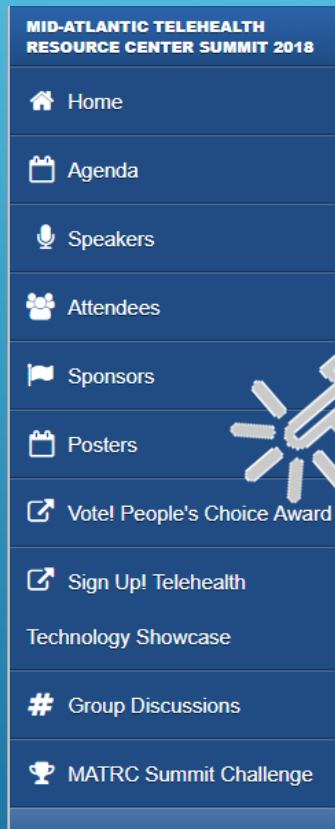 MID-ATLANTIC TELEHEALTH
RESOURCE CENTER SUMMIT 2018
Home
Agenda
Speakers
Attendees
Sponsors
Posters
Vote! People's Choice Award
Sign Up! Telehealth
Technology Showcase
Group Discussions
MATRC Summit Challenge